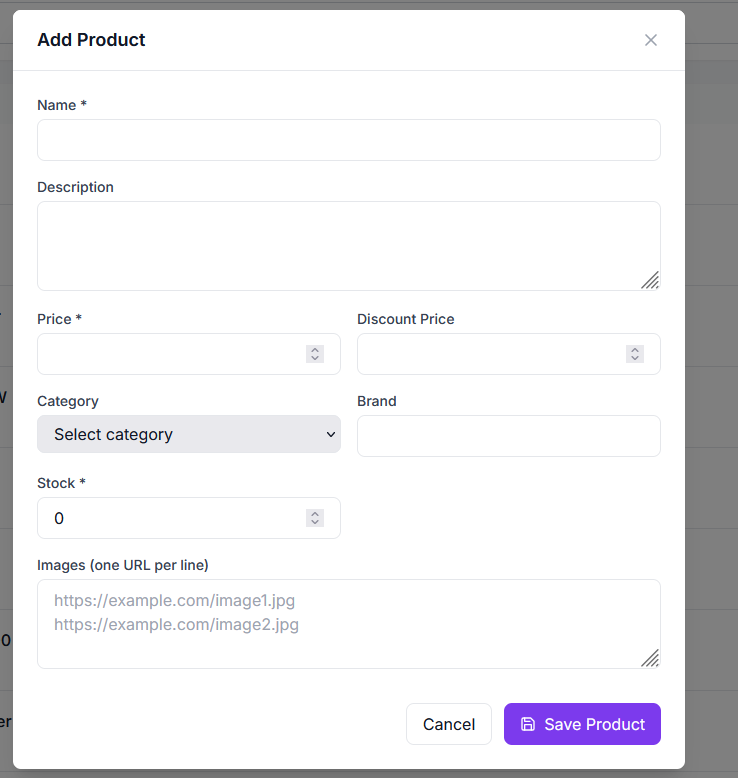 Add Product
Name *
Description
Price *
Discount Price
Category
Brand
Select category
Stock *
0
Images (one URL per line)
https://example.com/image1.jpg
https://example.com/image2.jpg
Cancel
Save Product